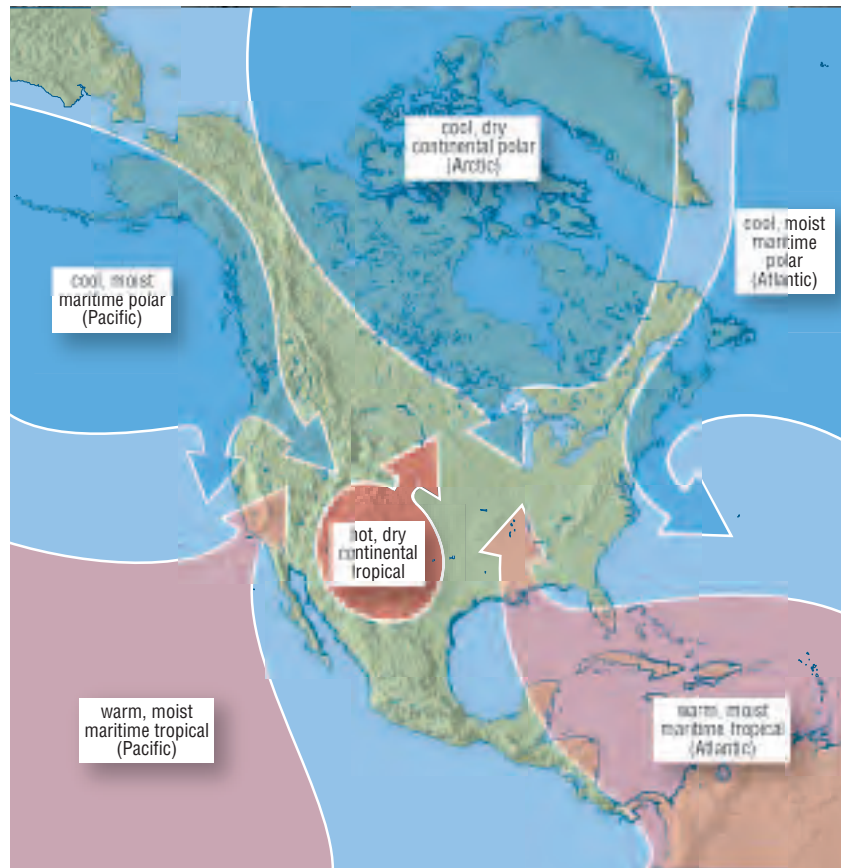 cool, dry
continental polar
(Arctic)
cool, moist
maritime
polar
(Atlantic)
cool, moist
maritime polar
(Pacific)
hot, dry
continental
tropical
warm, moist
maritime tropical
(Pacific)
warm, moist
maritime tropical
(Atlantic)